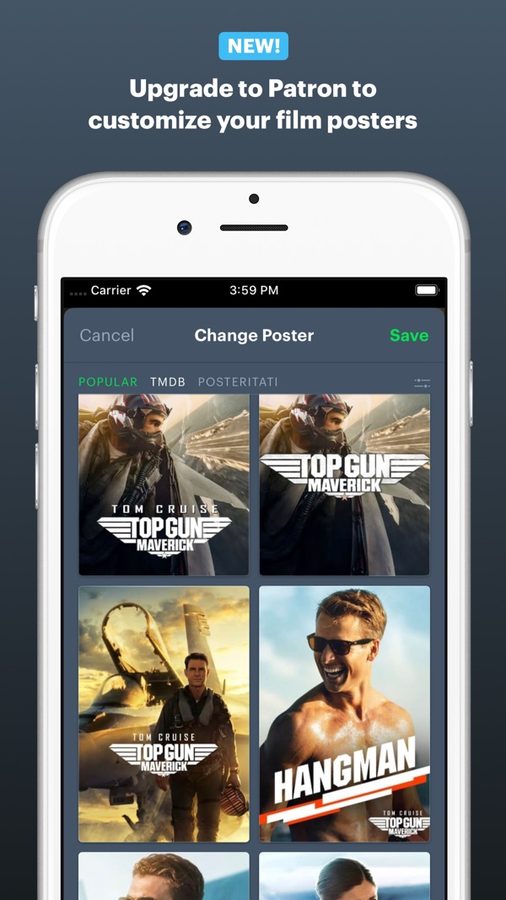 NEW!
Upgrade to Patron to
customize your film posters
Carrier
3:59 PM
Cancel
Change Poster
Save
POPULAR
TMDB
POSTERITATI
TOM CRUISE
TOP GUN
MAVERICK
TOP GUN
MAVERICK
TOM CRUISE
TOP GUN
MAVERICK
HANGMAN
TOM CRUISE
TOP GUN
MAVERICK